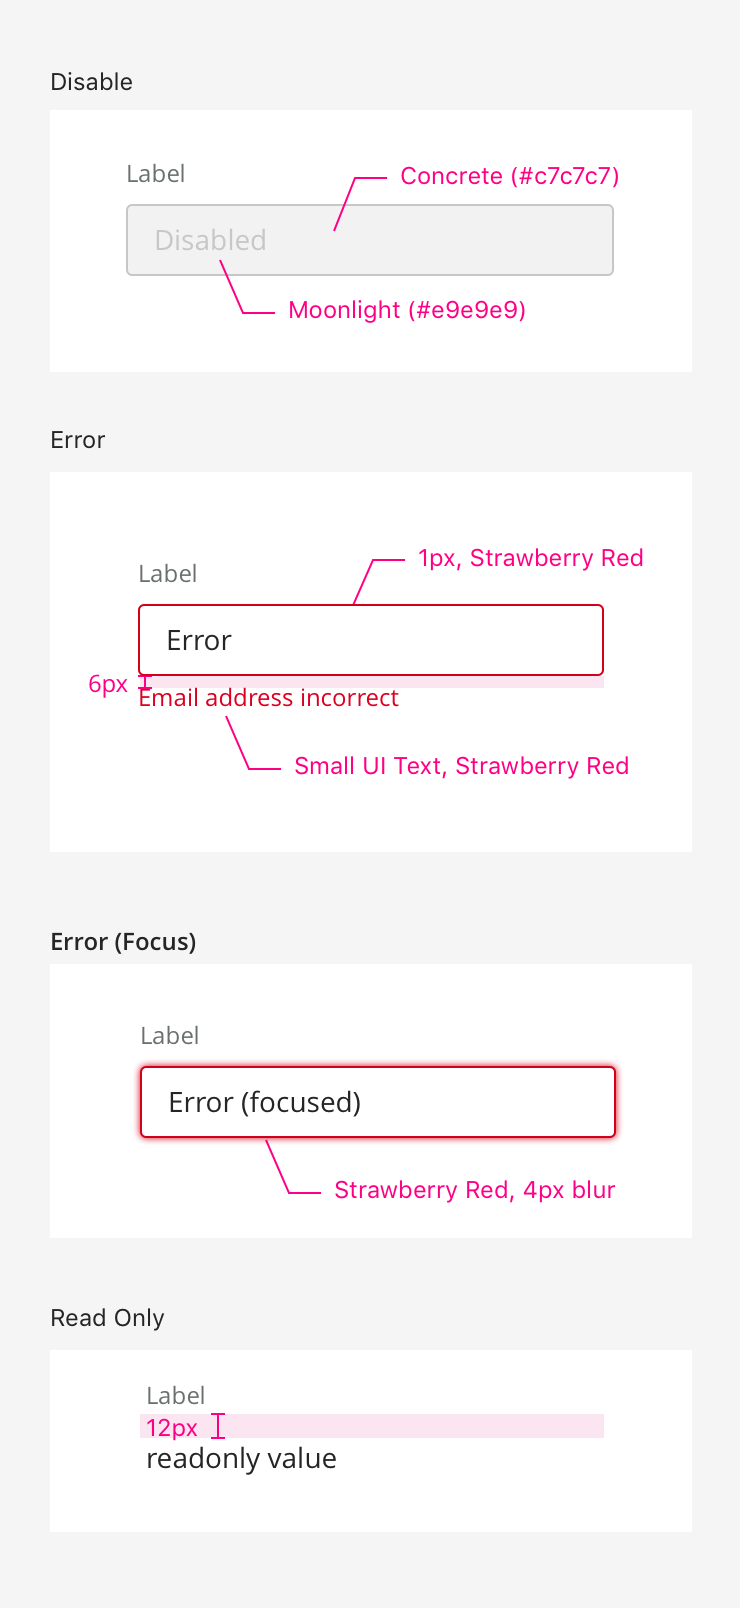 Disable
Label
Concrete (#c7c7c7)
Disabled
Moonlight (#e9e9e9)
Error
Label
1px, Strawberry Red
Error
6px
Email address incorrect
Small UI Text, Strawberry Red
Error (Focus)
Label
Error (focused)
Strawberry Red, 4px blur
Read Only
Label
12px
readonly value